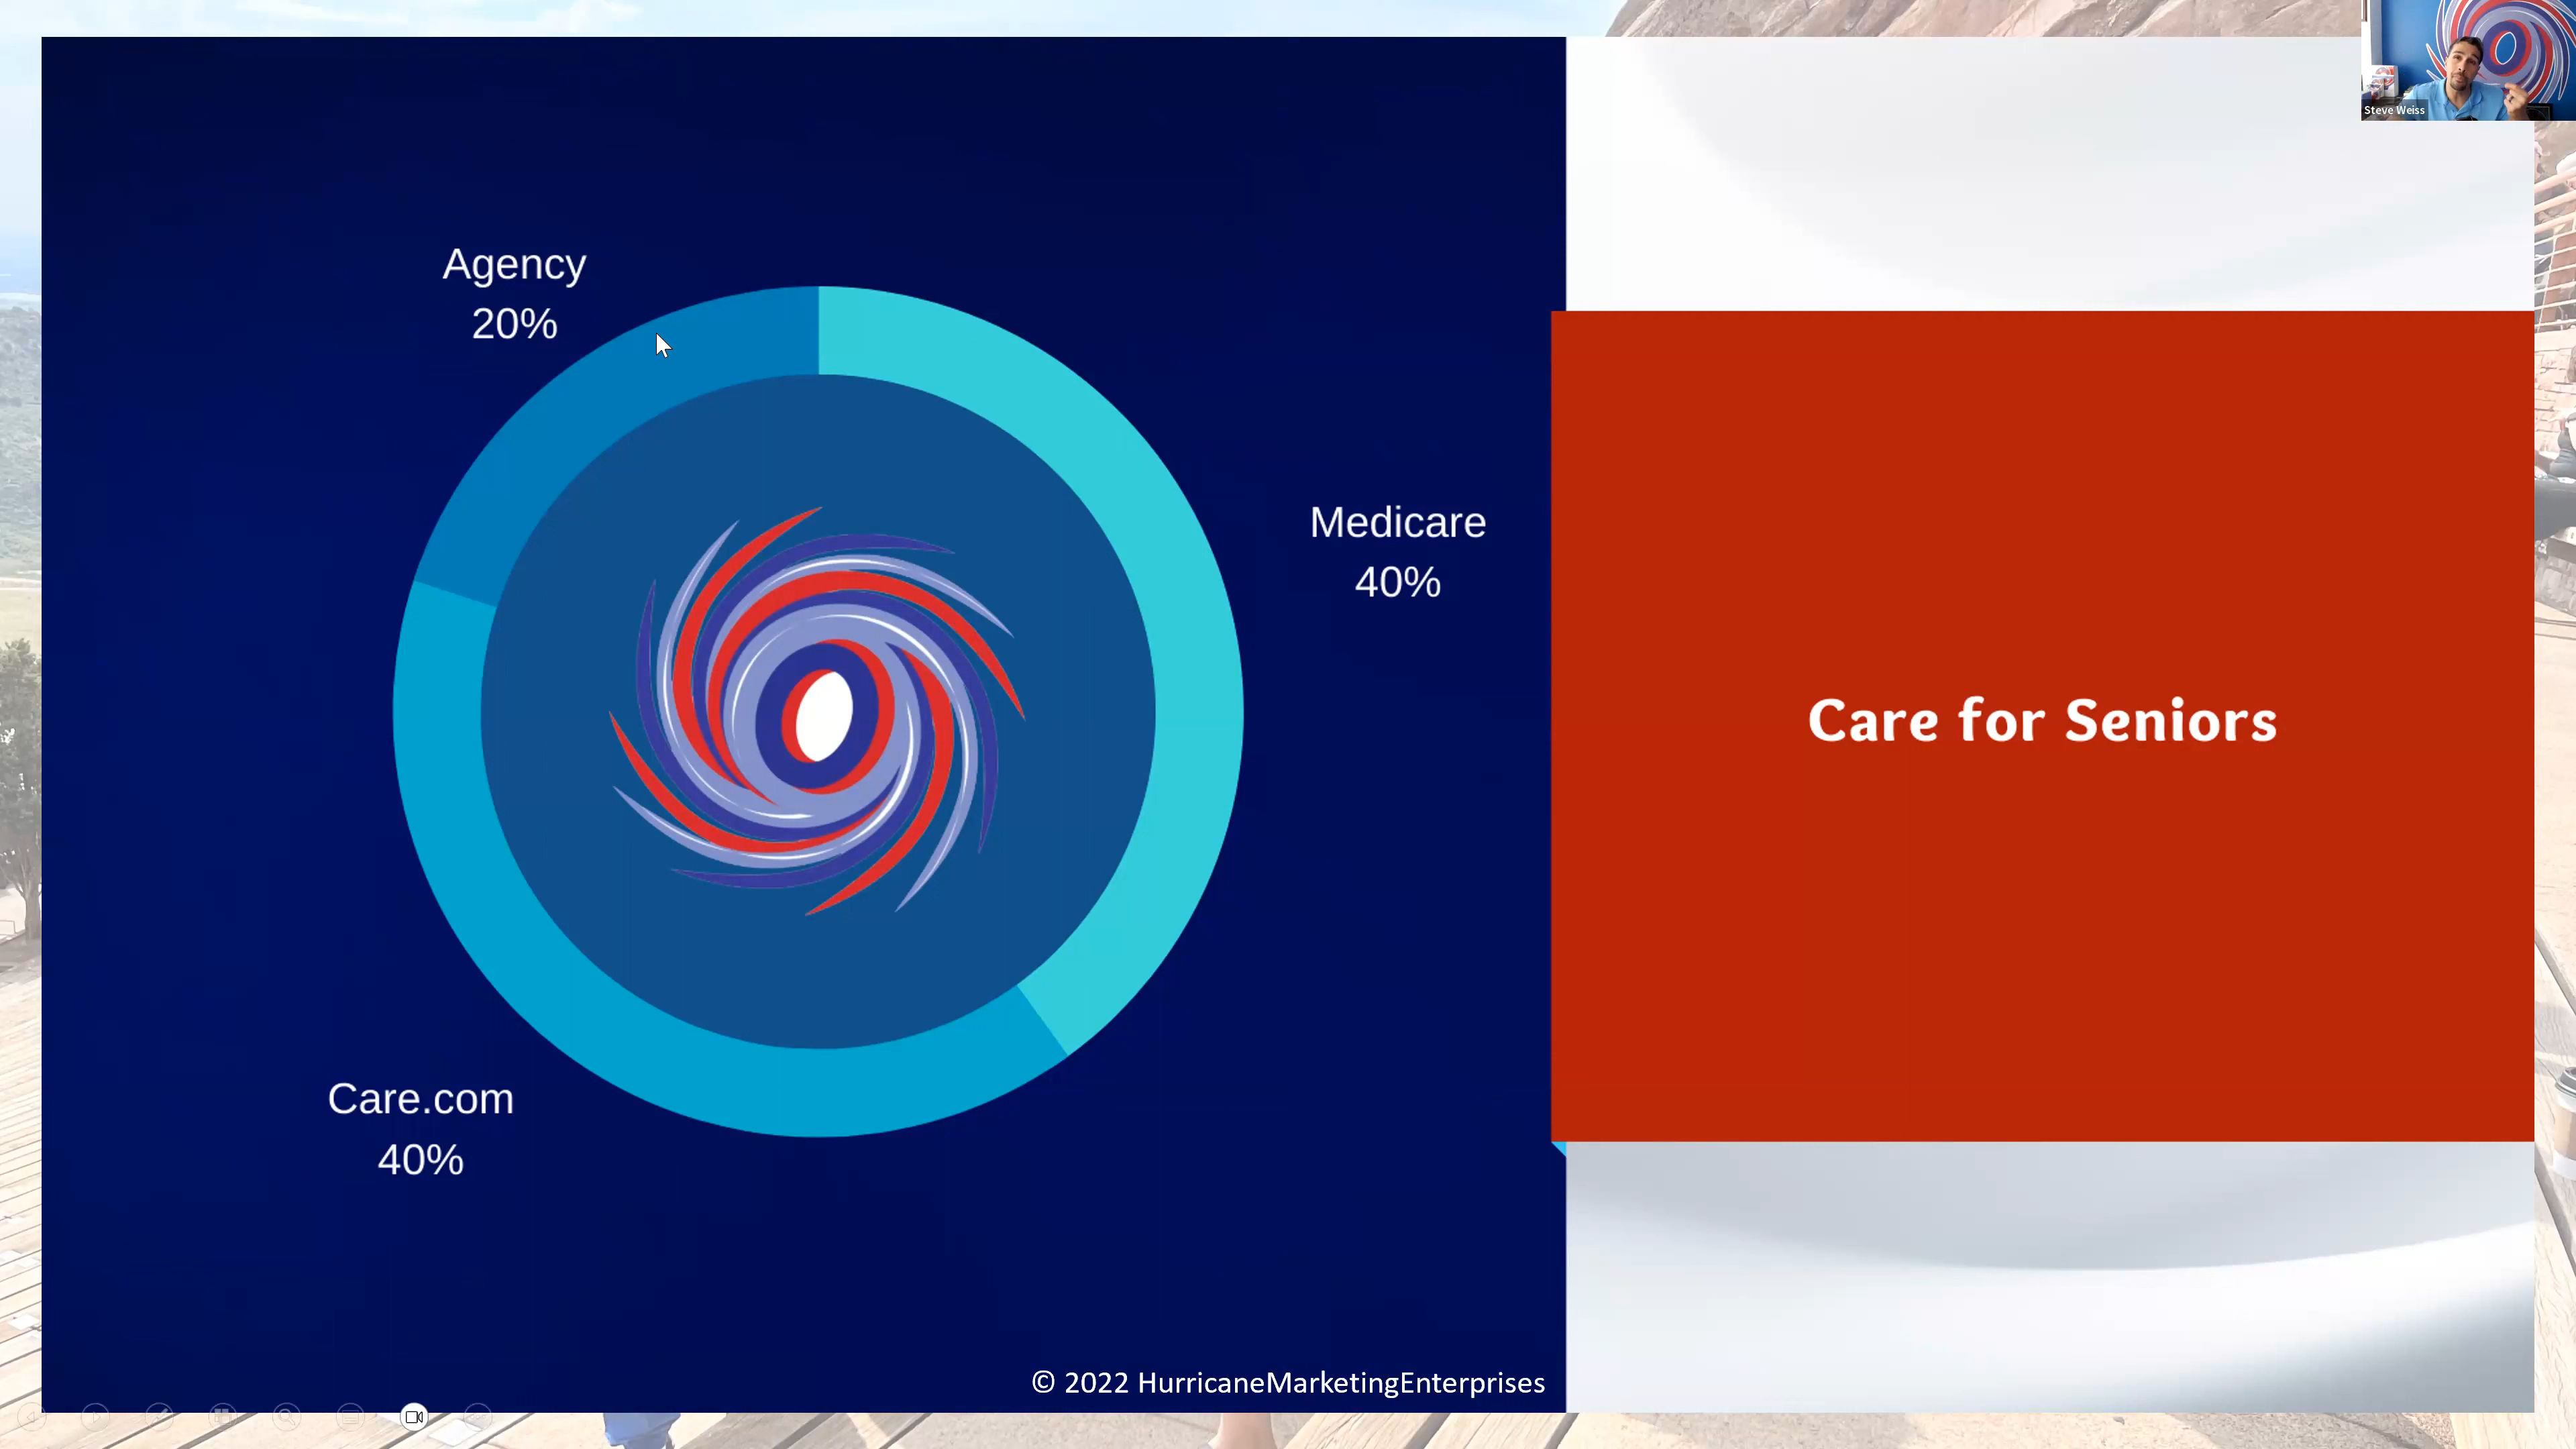 Steve Weiss
Agency
20%
Medicare
40%
Care for Seniors
Care.com
40%
© 2022 HurricaneMarketingEnterprises